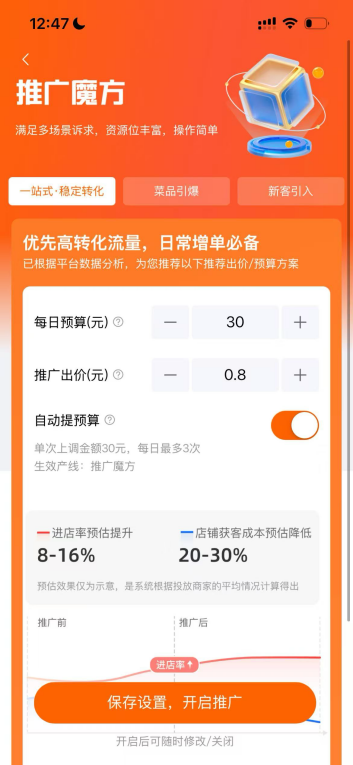 12:47
推广魔方
满足多场景诉求，资源位丰富，操作简单
一站式·稳定转化
菜品引爆
新客引入
优先高转化流量，日常增单必备
已根据平台数据分析，为您推荐以下推荐出价/预算方案
每日预算(元) ? — 30 +
推广出价(元) ? — 0.8 +
自动提预算 ?
单次上调金额30元，每日最多3次
生效产线：推广魔方
进店率预估提升
8-16%
店铺获客成本预估降低
20-30%
预估效果仅为示意，是系统根据投放商家的平均情况计算得出
推广前
推广后
进店率↑
保存设置，开启推广
开启后可随时修改/关闭